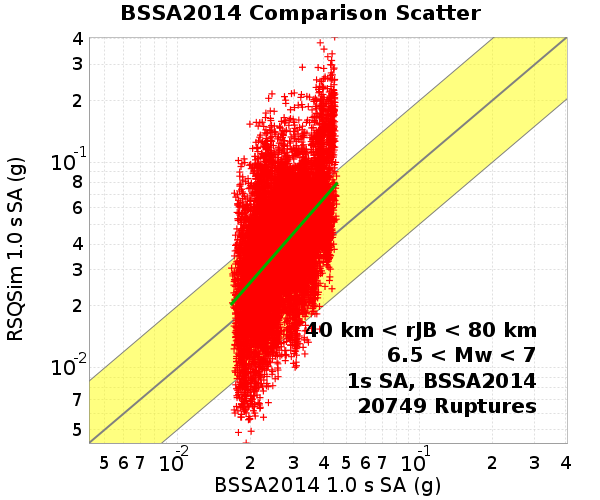 BSSA2014 Comparison Scatter
4
3
2
10-1
8
6
4
3
2
10-2
7
5
RSQSim 1.0 s SA (g)
40 km < rJB < 80 km
6.5 < Mw < 7
1s SA, BSSA2014
20749 Ruptures
5 6 7 10-2 2 3 4 5 6 7 10-1 2 3 4
BSSA2014 1.0 s SA (g)